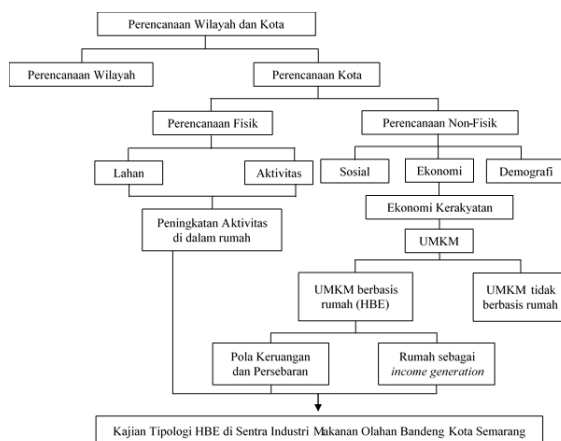 Perencanaan Wilayah dan Kota
Perencanaan Wilayah
Perencanaan Kota
Perencanaan Fisik
Perencanaan Non-Fisik
Lahan
Aktivitas
Sosial
Ekonomi
Demografi
Peningkatan Aktivitas
di dalam rumah
Ekonomi Kerakyatan
UMKM
UMKM berbasis
rumah (HBE)
UMKM tidak
berbasis rumah
Pola Keruangan
dan Persebaran
Rumah sebagai
income generation
Kajian Tipologi HBE di Sentra Industri Makanan Olahan Bandeng Kota Semarang